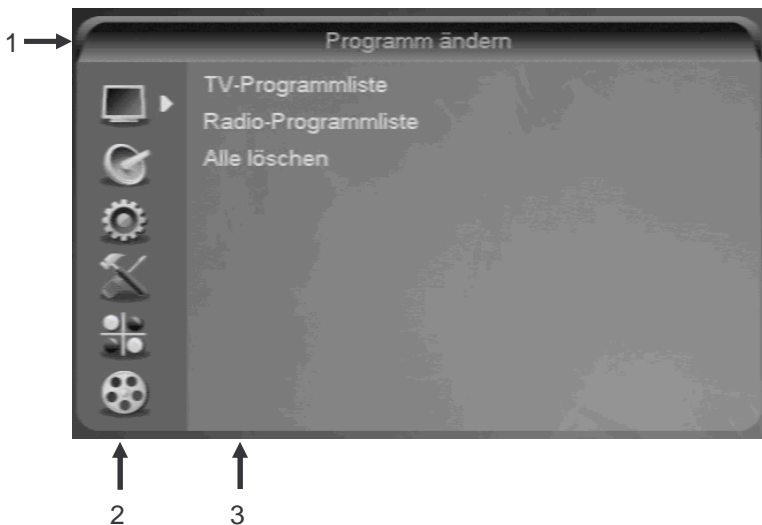 1
Programm ändern
TV-Programmliste
Radio-Programmliste
Alle löschen
2 3